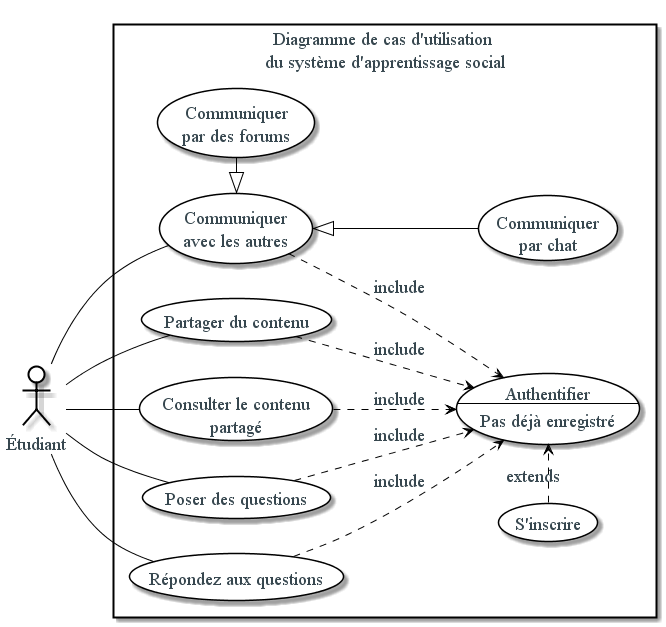 Diagramme de cas d'utilisation
du système d'apprentissage social
Communiquer
par des forums
Communiquer
avec les autres
Communiquer
par chat
include
Partager du contenu
include
Authentifier
Pas déjà enregistré
Consulter le contenu
partagé
include
include
Étudiant
Poser des questions
include
extends
S'inscrire
Répondez aux questions